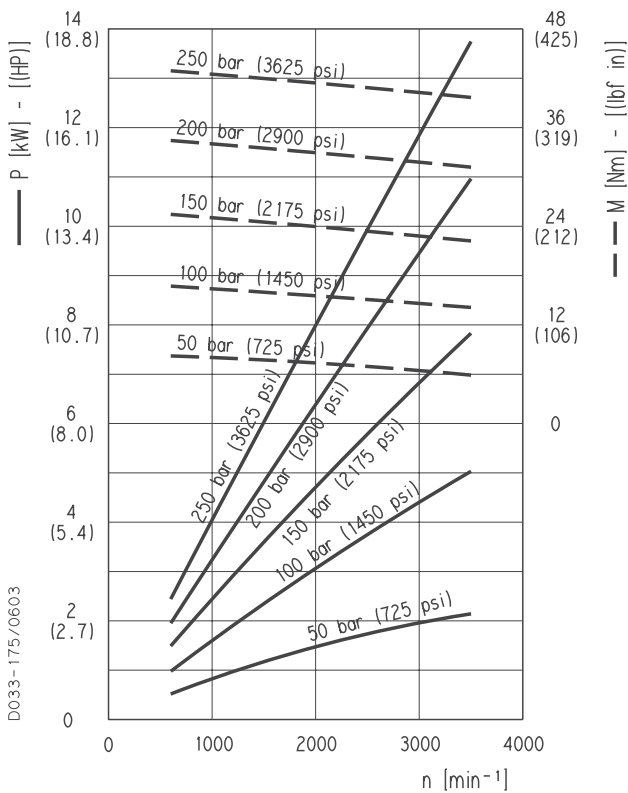 14
(18.8)
12
(16.1)
10
(13.4)
8
(10.7)
6
(8.0)
4
(5.4)
2
(2.7)
0
P [kW] - [(HP)]
48
(425)
36
(319)
24
(212)
12
(106)
0
M [Nm] - [(lbf in)]
250 bar (3625 psi)
200 bar (2900 psi)
150 bar (2175 psi)
100 bar (1450 psi)
50 bar (725 psi)
250 bar (3625 psi)
200 bar (2900 psi)
150 bar (2175 psi)
100 bar (1450 psi)
50 bar (725 psi)
0 1000 2000 3000 4000
n [min⁻¹]
D033-175/0603